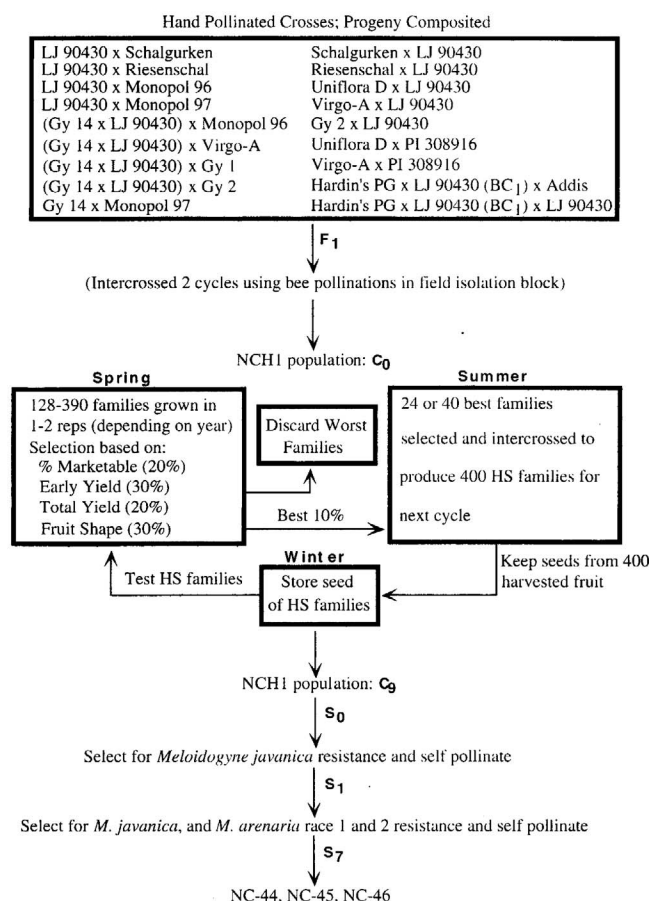 Hand Pollinated Crosses; Progeny Composited
LJ 90430 x Schalgurken
LJ 90430 x Riesenschal
LJ 90430 x Monopol 96
LJ 90430 x Monopol 97
(Gy 14 x LJ 90430) x Monopol 96
(Gy 14 x LJ 90430) x Virgo-A
(Gy 14 x LJ 90430) x Gy 1
(Gy 14 x LJ 90430) x Gy 2
Gy 14 x Monopol 97
Schalgurken x LJ 90430
Riesenschal x LJ 90430
Uniflora D x LJ 90430
Virgo-A x LJ 90430
Gy 2 x LJ 90430
Uniflora D x PI 308916
Virgo-A x PI 308916
Hardin's PG x LJ 90430 (BC1) x Addis
Hardin's PG x LJ 90430 (BC1) x LJ 90430
F1
(Intercrossed 2 cycles using bee pollinations in field isolation block)
NCH1 population: C0
Spring
128-390 families grown in
1-2 reps (depending on year)
Selection based on:
% Marketable (20%)
Early Yield (30%)
Total Yield (20%)
Fruit Shape (30%)
Discard Worst
Families
Best 10%
Summer
24 or 40 best families
selected and intercrossed to
produce 400 HS families for
next cycle
Keep seeds from 400
harvested fruit
Winter
Store seed
of HS families
Test HS families
NCH1 population: C9
S0
Select for Meloidogyne javanica resistance and self pollinate
S1
Select for M. javanica, and M. arenaria race 1 and 2 resistance and self pollinate
S7
NC-44, NC-45, NC-46